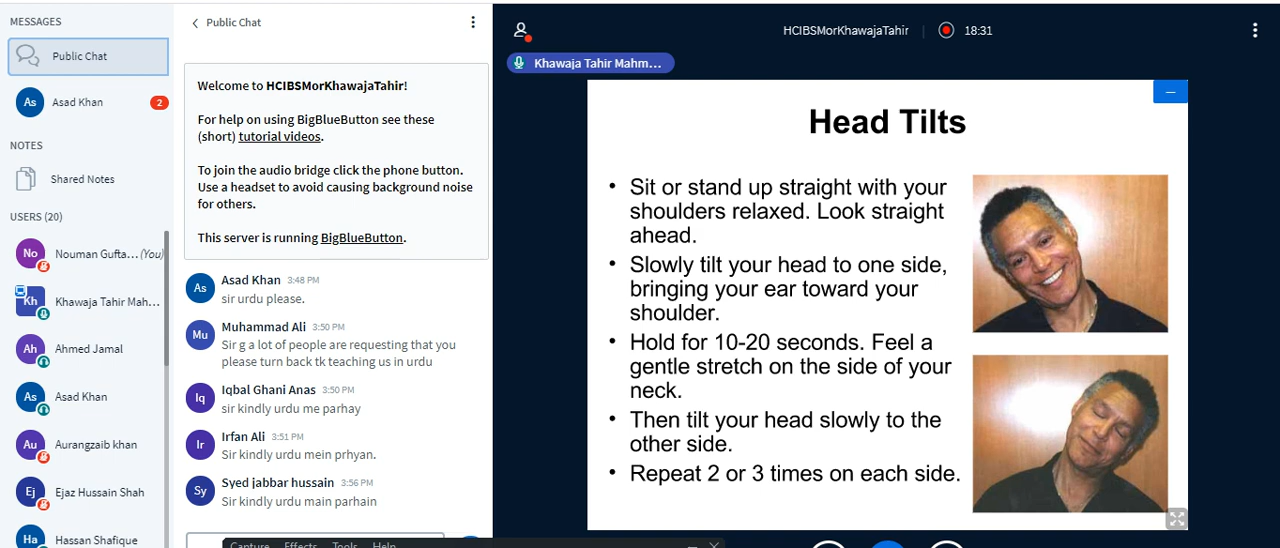 MESSAGES
Public Chat
As
Asad Khan
2
NOTES
Shared Notes
USERS (20)
No
Nouman Gufta... (You)
Kh
Khawaja Tahir Mah...
Ah
Ahmed Jamal
As
Asad Khan
Au
Aurangzaib khan
Ej
Ejaz Hussain Shah
Ha
Hassan Shafique
Public Chat
Welcome to HCIBSMorKhawajaTahir!
For help on using BigBlueButton see these
(short) tutorial videos.
To join the audio bridge click the phone button.
Use a headset to avoid causing background noise
for others.
This server is running BigBlueButton.
As
Asad Khan 3:48 PM
sir urdu please.
Mu
Muhammad Ali 3:50 PM
Sir g a lot of people are requesting that you
please turn back tk teaching us in urdu
Iq
Iqbal Ghani Anas 3:50 PM
sir kindly urdu me parhay
Ir
Irfan Ali 3:51 PM
Sir kindly urdu mein prhyan.
Sy
Syed jabbar hussain 3:56 PM
Sir kindly urdu main parhain
Capture Effects Tools Help
HCIBSMorKhawajaTahir
18:31
Khawaja Tahir Mahm...
Head Tilts
• Sit or stand up straight with your
shoulders relaxed. Look straight
ahead.
• Slowly tilt your head to one side,
bringing your ear toward your
shoulder.
• Hold for 10-20 seconds. Feel a
gentle stretch on the side of your
neck.
• Then tilt your head slowly to the
other side.
• Repeat 2 or 3 times on each side.